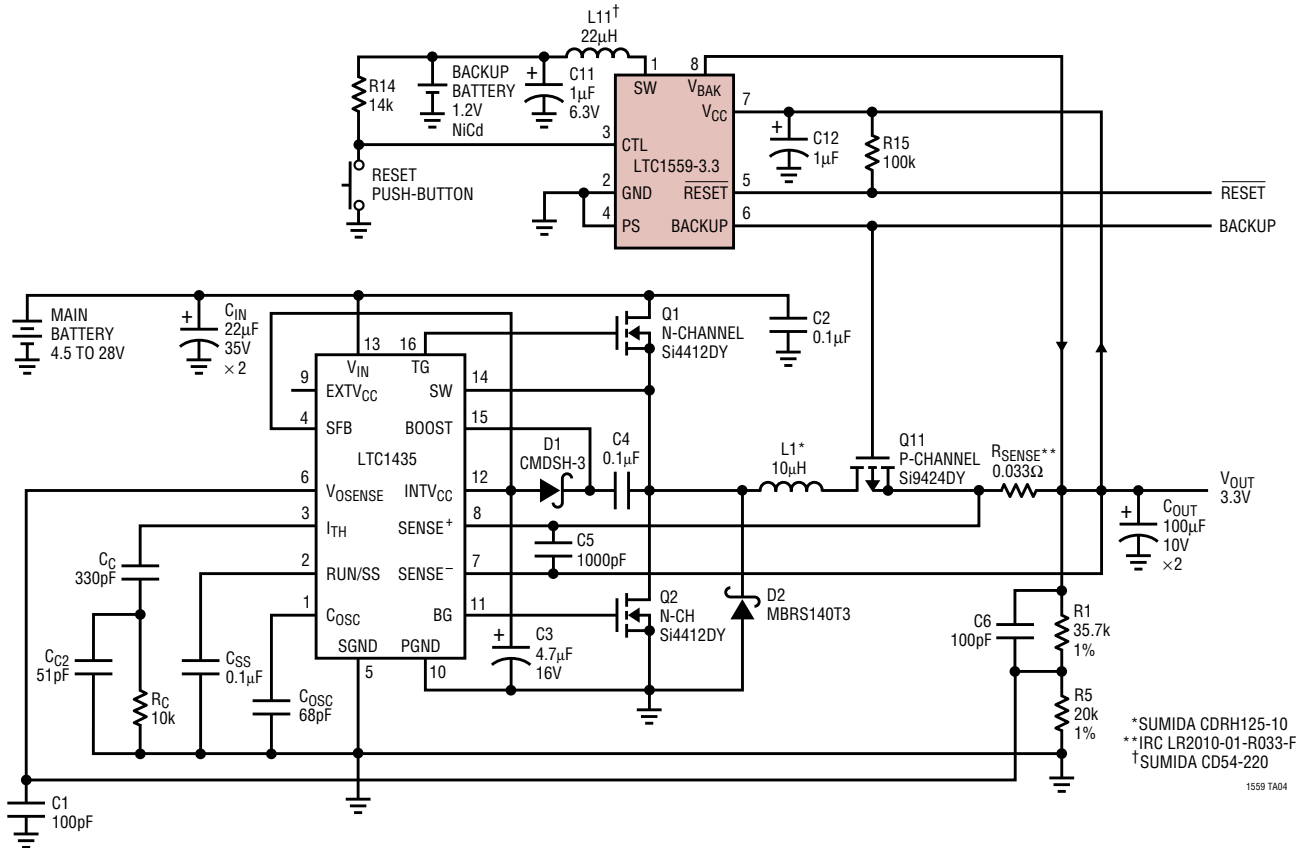 L11†
22µH
R14
14k
BACKUP
BATTERY
1.2V
NiCd
+
C11
1µF
6.3V
1
8
SW
VBAK
VCC
7
3
CTL
LTC1559-3.3
2
GND
RESET
5
4
PS
BACKUP
6
+
C12
1µF
R15
100k
RESET
BACKUP
RESET
PUSH-BUTTON
MAIN
BATTERY
4.5 TO 28V
+
CIN
22µF
35V
×2
Q1
N-CHANNEL
Si4412DY
C2
0.1µF
13
16
VIN
TG
9
EXTVCC
SW
14
4
SFB
BOOST
15
LTC1435
6
VOSENSE
INTVCC
12
3
ITH
SENSE+
8
2
RUN/SS
SENSE–
7
1
COSC
BG
11
SGND
PGND
5
10
D1
CMDSH-3
C4
0.1µF
L1*
10µH
Q11
P-CHANNEL
Si9424DY
RSENSE**
0.033Ω
VOUT
3.3V
+
COUT
100µF
10V
×2
C5
1000pF
Q2
N-CH
Si4412DY
D2
MBRS140T3
+
C3
4.7µF
16V
CC
330pF
CC2
51pF
RC
10k
CSS
0.1µF
COSC
68pF
C6
100pF
R1
35.7k
1%
R5
20k
1%
C1
100pF
*SUMIDA CDRH125-10
**IRC LR2010-01-R033-F
†SUMIDA CD54-220
1559 TA04